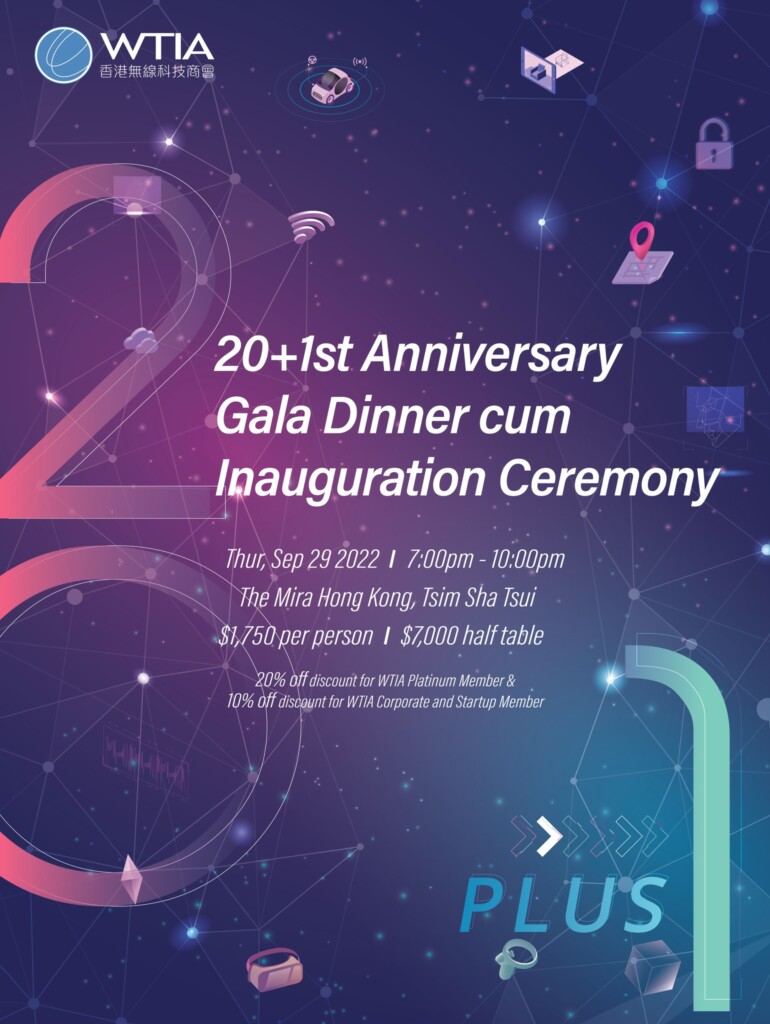 WTIA
香港無線科技商會
20+1st Anniversary
Gala Dinner cum
Inauguration Ceremony
Thur, Sep 29 2022 I 7:00pm - 10:00pm
The Mira Hong Kong, Tsim Sha Tsui
$1,750 per person I $7,000 half table
20% off discount for WTIA Platinum Member &
10% off discount for WTIA Corporate and Startup Member
20
PLUS
1